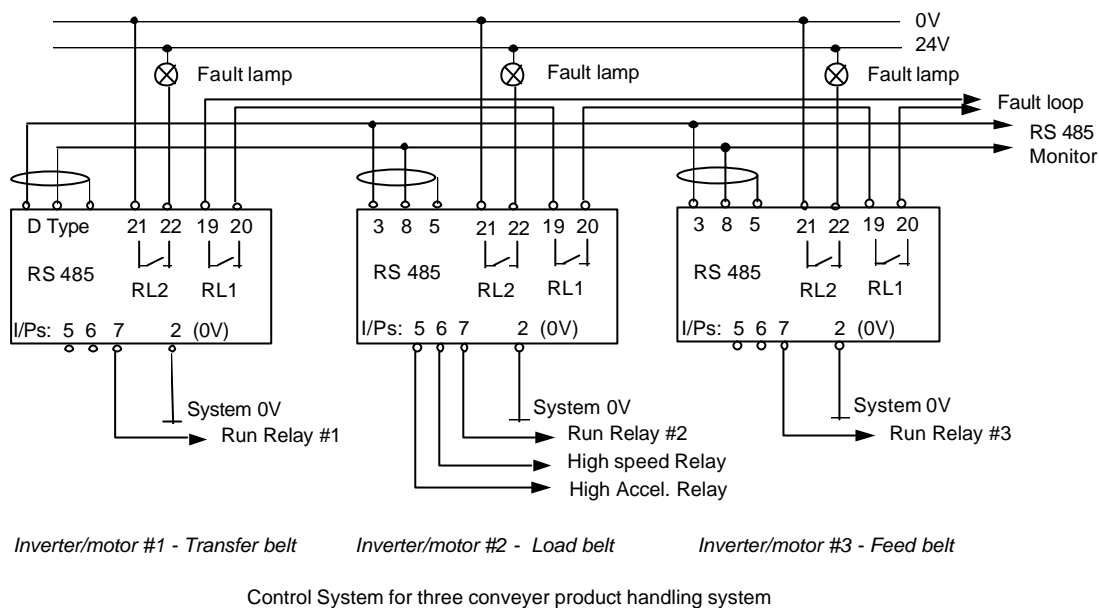 0V
24V
Fault lamp Fault lamp Fault lamp
Fault loop
RS 485
Monitor
D Type 21 22 19 20
RS 485
RL2 RL1
I/Ps: 5 6 7 2 (0V)
System 0V
Run Relay #1
3 8 5 21 22 19 20
RS 485
RL2 RL1
I/Ps: 5 6 7 2 (0V)
System 0V
Run Relay #2
High speed Relay
High Accel. Relay
3 8 5 21 22 19 20
RS 485
RL2 RL1
I/Ps: 5 6 7 2 (0V)
System 0V
Run Relay #3
Inverter/motor #1 - Transfer belt
Inverter/motor #2 - Load belt
Inverter/motor #3 - Feed belt
Control System for three conveyer product handling system